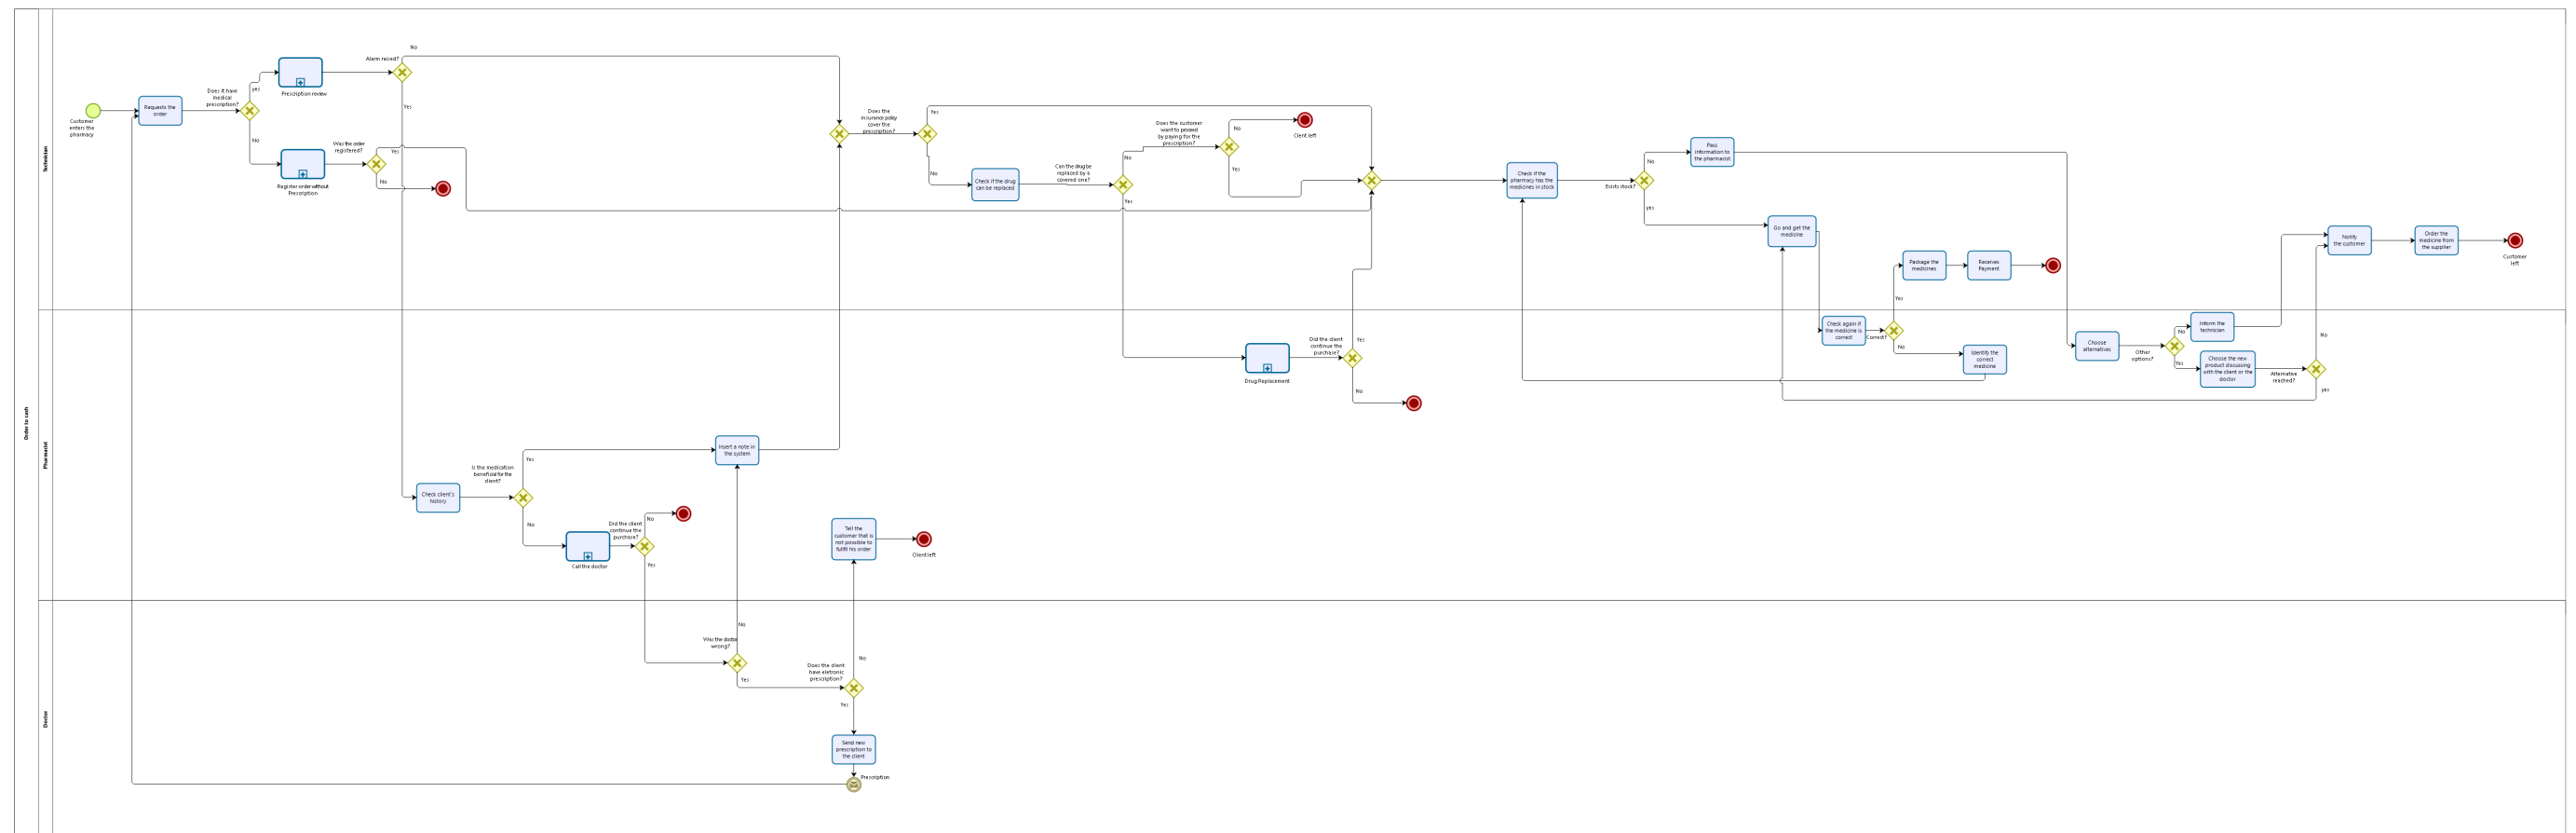 Order to cash
Technician
Customer
enters the
pharmacy
Requests the
order
Does it have
medical
prescription?
yes
No
Prescription review
Alarm raised?
No
Yes
Register order without
Prescription
Was the order
registered?
Yes
No
Does the
insurance policy
cover the
prescription?
Yes
No
Check if the drug
can be replaced
Can the drug be
replaced by a
covered one?
No
Yes
Does the customer
want to proceed
by paying for the
prescription?
No
Yes
Cient left
Check if the
pharmacy has the
medicines in stock
Exists stock?
No
yes
Pass
information to
the pharmacist
Go and get the
medicine
Package the
medicines
Receives
Payment
Notify
the customer
Order the
medicine from
the supplier
Customer
left
Pharmacist
Check again if
the medicine is
correct
Correct?
Yes
No
Identify the
correct
medicine
Choose
alternatives
Other
options?
No
Yes
Inform the
technician
Choose the new
product discussing
with the client or the
doctor
Alternative
reached?
No
yes
Drug Replacement
Did the client
continue the
purchase?
Yes
No
Check client's
history
Is the medication
beneficial for the
client?
Yes
No
Insert a note in
the system
Call the doctor
Did the client
continue the
purchase?
No
Yes
Tell the
customer that is
not possible to
fullfil his order
Client left
Doctor
Was the doctor
wrong?
No
Yes
Does the client
have eletronic
prescription?
No
Yes
Send new
prescription to
the client
Prescription